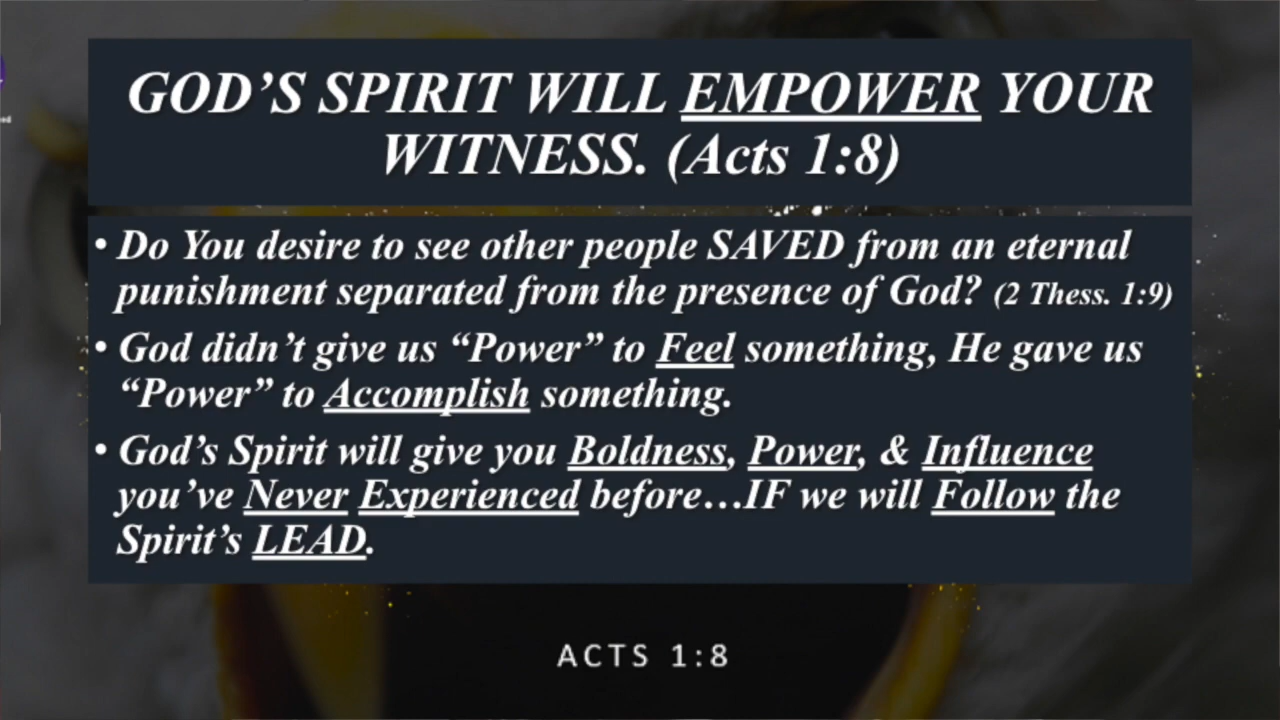 GOD’S SPIRIT WILL EMPOWER YOUR
WITNESS. (Acts 1:8)
• Do You desire to see other people SAVED from an eternal
punishment separated from the presence of God? (2 Thess. 1:9)
• God didn’t give us “Power” to Feel something, He gave us
“Power” to Accomplish something.
• God’s Spirit will give you Boldness, Power, & Influence
you’ve Never Experienced before…IF we will Follow the
Spirit’s LEAD.
ACTS 1:8